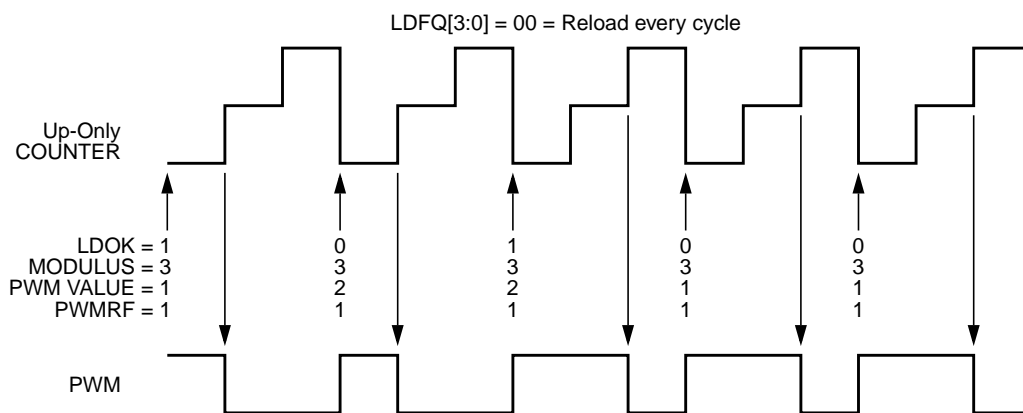 LDFQ[3:0] = 00 = Reload every cycle
Up-Only
COUNTER
LDOK = 1 0 1 0 0
MODULUS = 3 3 3 3 3
PWM VALUE = 1 2 2 1 1
PWMRF = 1 1 1 1 1
PWM